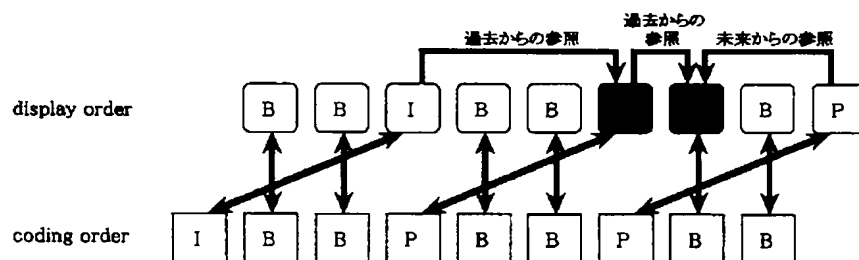 過去からの参照
過去からの
参照
未来からの参照
display order B B I B B B P
coding order I B B P B B P B B